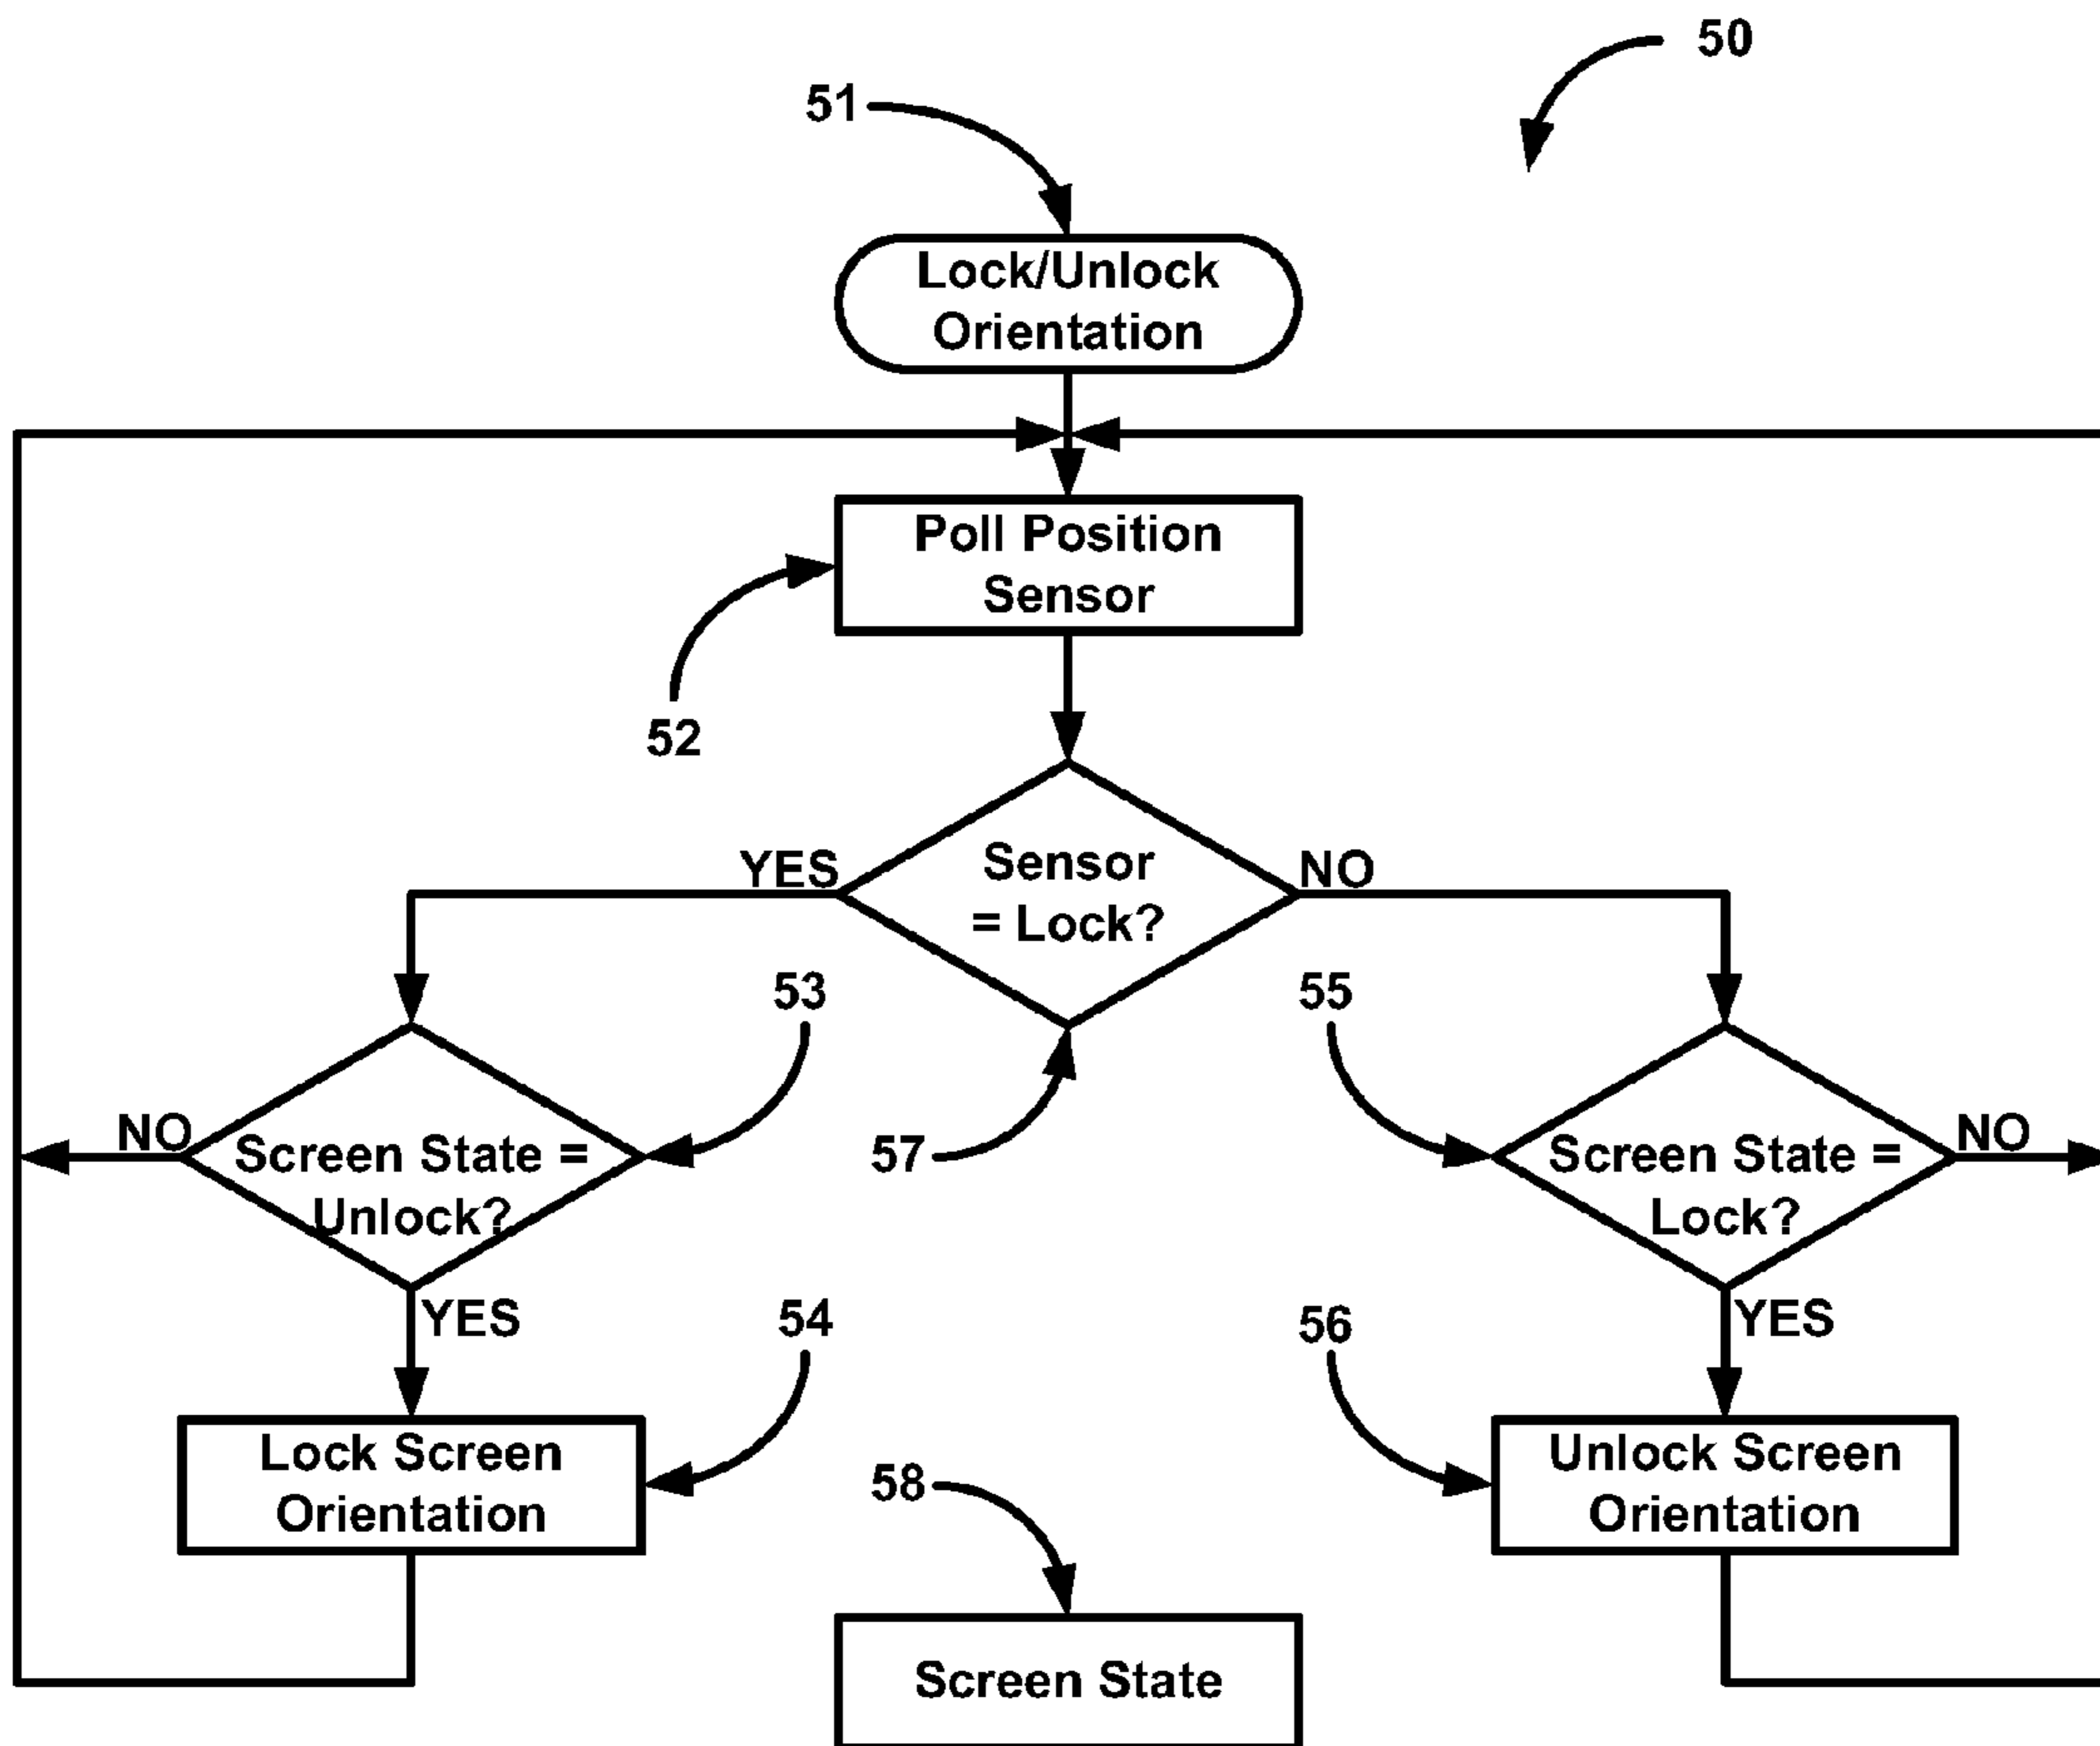 50
51
Lock/Unlock
Orientation
Poll Position
Sensor
52
YES
Sensor
= Lock?
NO
53
55
NO
Screen State =
Unlock?
57
Screen State =
Lock?
NO
YES
54
56
YES
Lock Screen
Orientation
58
Unlock Screen
Orientation
Screen State